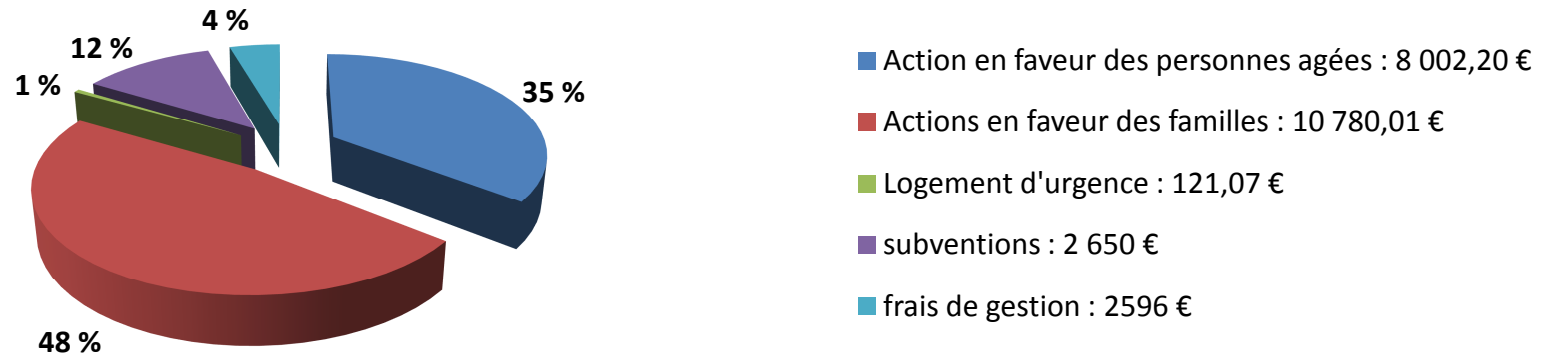 4 %
12 %
1 %
35 %
48 %
Action en faveur des personnes agées : 8 002,20 €
Actions en faveur des familles : 10 780,01 €
Logement d'urgence : 121,07 €
subventions : 2 650 €
frais de gestion : 2596 €